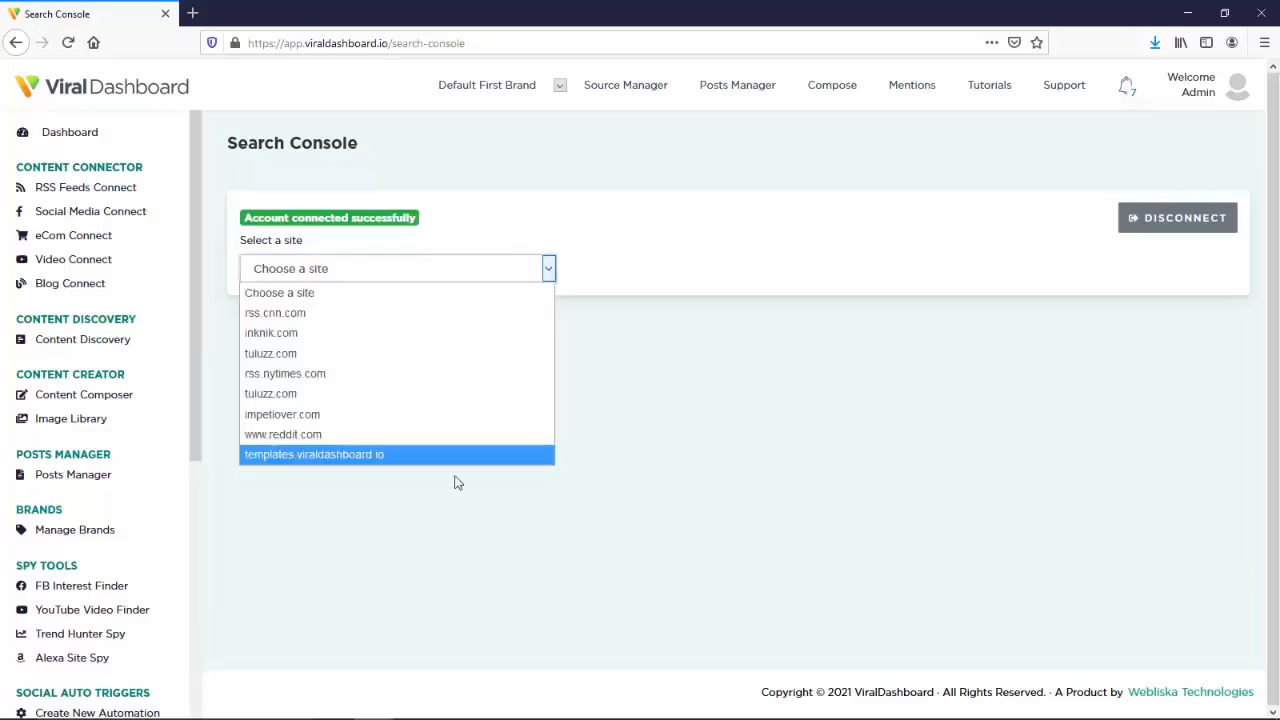 Search Console
https://app.viraldashboard.io/search-console
ViralDashboard
Default First Brand
Source Manager
Posts Manager
Compose
Mentions
Tutorials
Support
7
Welcome
Admin
Dashboard
CONTENT CONNECTOR
RSS Feeds Connect
Social Media Connect
eCom Connect
Video Connect
Blog Connect
CONTENT DISCOVERY
Content Discovery
CONTENT CREATOR
Content Composer
Image Library
POSTS MANAGER
Posts Manager
BRANDS
Manage Brands
SPY TOOLS
FB Interest Finder
YouTube Video Finder
Trend Hunter Spy
Alexa Site Spy
SOCIAL AUTO TRIGGERS
Create New Automation
Search Console
Account connected successfully
DISCONNECT
Select a site
Choose a site
Choose a site
rss.cnn.com
inknik.com
tuluzz.com
rss.nytimes.com
tuluzz.com
impetlover.com
www.reddit.com
templates.viraldashboard.io
Copyright © 2021 ViralDashboard · All Rights Reserved. · A Product by Webliska Technologies